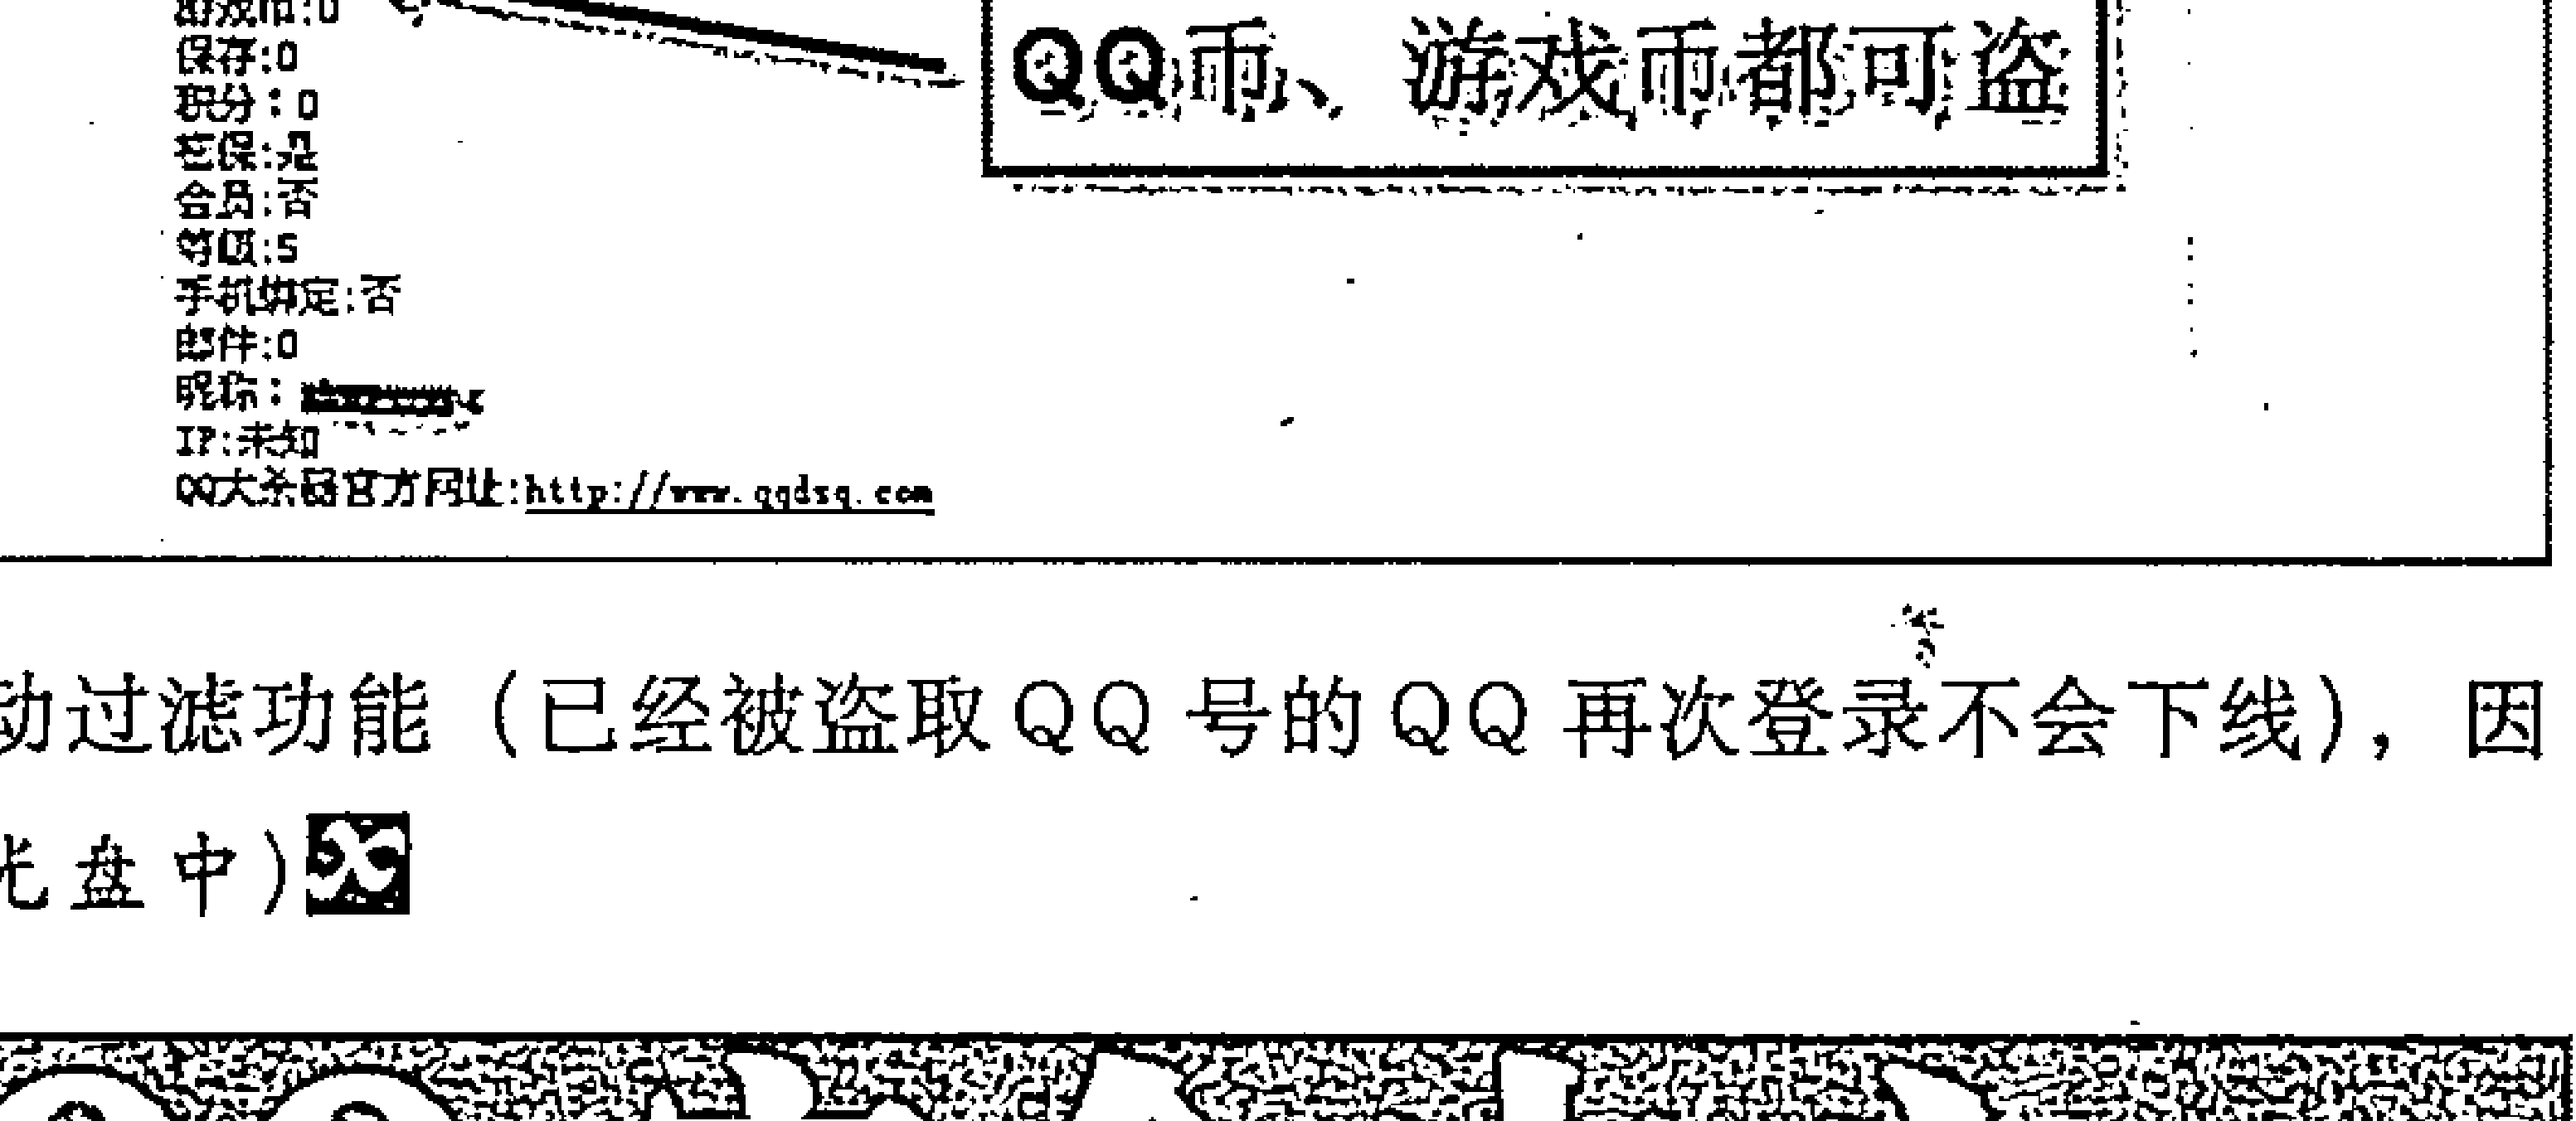 游戏币:0
QQ币、游戏币都可盗
保存:0
积分:0
密保:是
会员:否
等级:5
手机绑定:否
邮件:0
昵称:
IP:未知
QQ大杀器官方网址:http://www.qqdsq.com
动过滤功能（已经被盗取QQ号的QQ再次登录不会下线），因
光盘中）